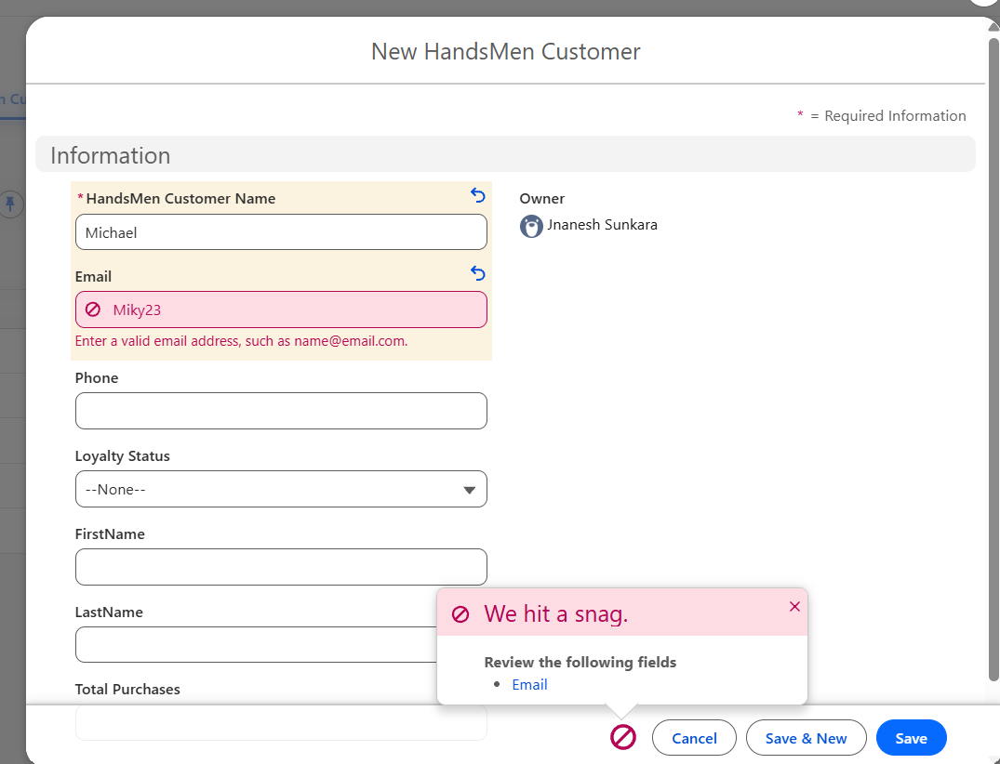 New HandsMen Customer
n Cu
* = Required Information
Information
*HandsMen Customer Name
Michael
Owner
Jnanesh Sunkara
Email
Miky23
Enter a valid email address, such as name@email.com.
Phone
Loyalty Status
--None--
FirstName
LastName
We hit a snag.
Review the following fields
• Email
Total Purchases
Cancel
Save & New
Save